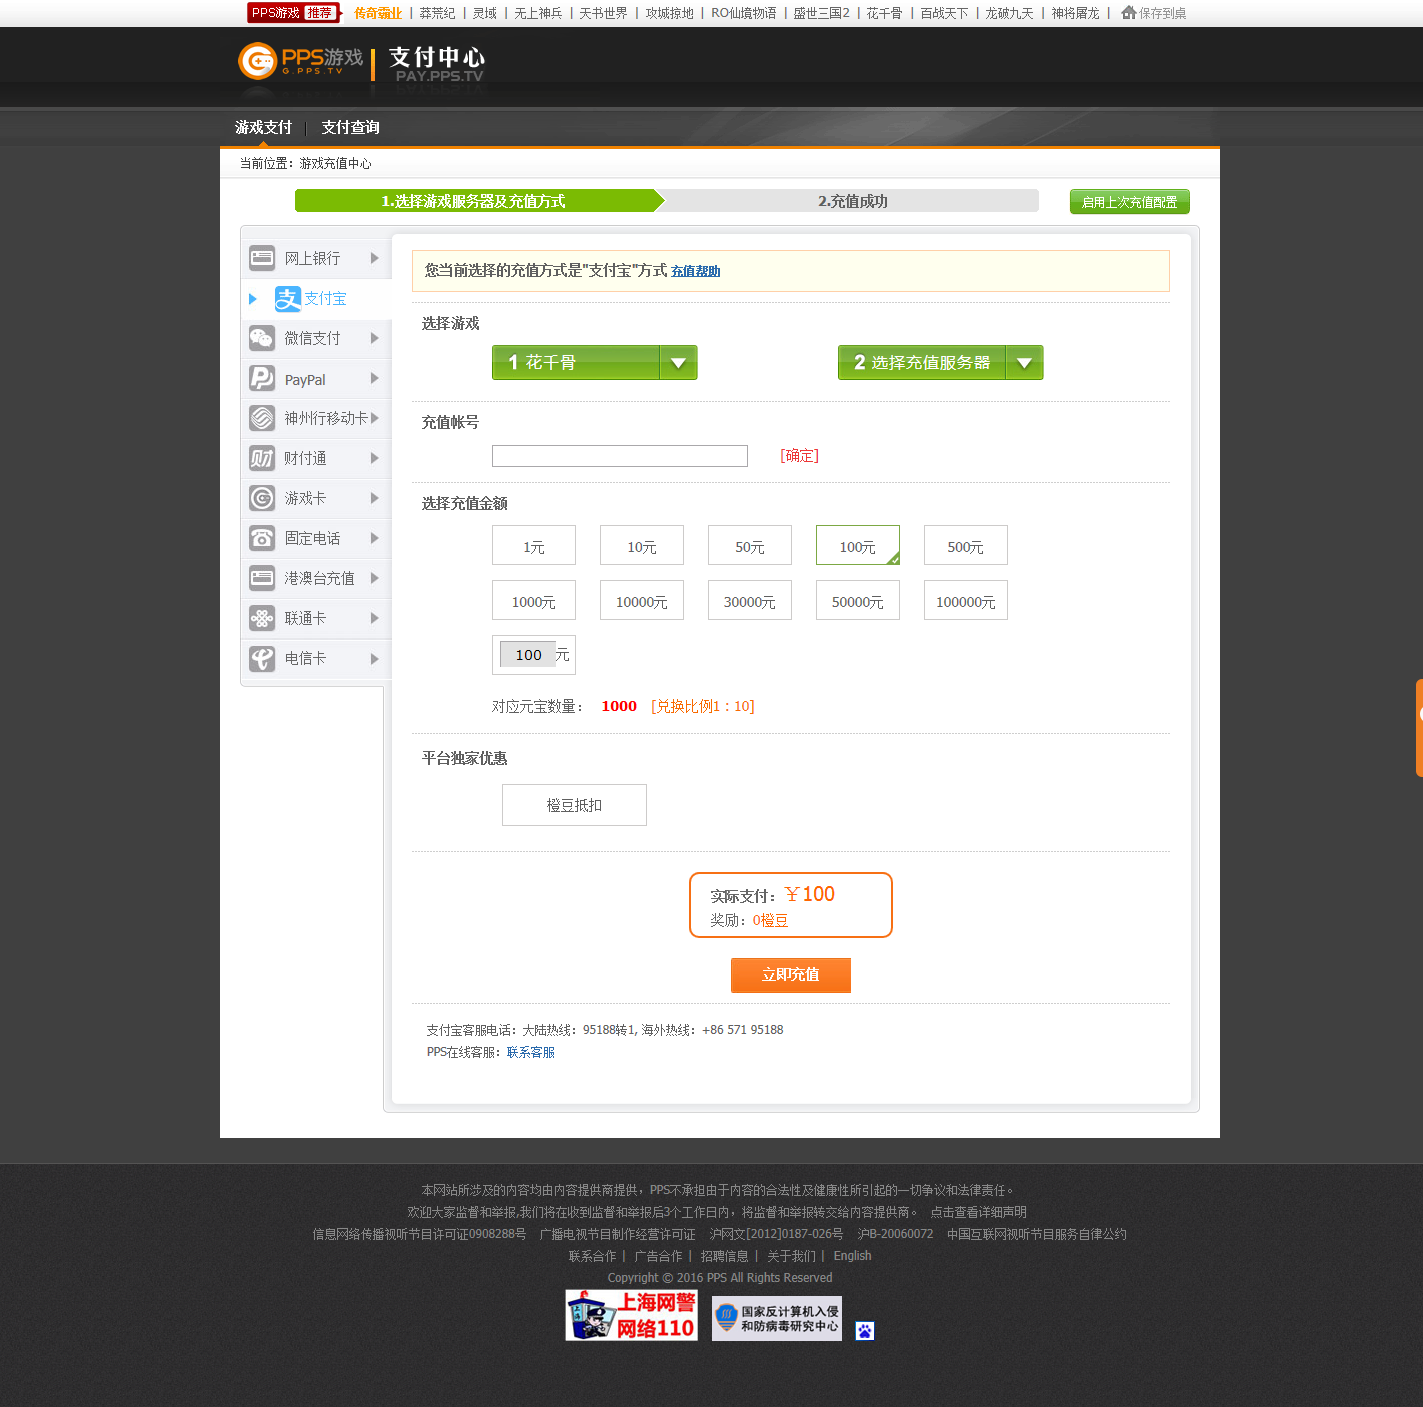 PPS游戏 推荐 传奇霸业 | 莽荒纪 | 灵域 | 无上神兵 | 天书世界 | 攻城掠地 | RO仙境物语 | 盛世三国2 | 花千骨 | 百战天下 | 龙破九天 | 神将屠龙 | 保存到桌
PPS游戏 G.PPS.TV 支付中心 PAY.PPS.TV
游戏支付 | 支付查询
当前位置：游戏充值中心
1.选择游戏服务器及充值方式 2.充值成功 启用上次充值配置
网上银行
支付宝
微信支付
PayPal
神州行移动卡
财付通
游戏卡
固定电话
港澳台充值
联通卡
电信卡
您当前选择的充值方式是"支付宝"方式 充值帮助
选择游戏
1 花千骨 2 选择充值服务器
充值帐号
[确定]
选择充值金额
1元 10元 50元 100元 500元
1000元 10000元 30000元 50000元 100000元
100 元
对应元宝数量： 1000 [兑换比例1：10]
平台独家优惠
橙豆抵扣
实际支付：￥100
奖励：0橙豆
立即充值
支付宝客服电话：大陆热线：95188转1, 海外热线：+86 571 95188
PPS在线客服：联系客服
本网站所涉及的内容均由内容提供商提供，PPS不承担由于内容的合法性及健康性所引起的一切争议和法律责任。
欢迎大家监督和举报,我们将在收到监督和举报后3个工作日内，将监督和举报转交给内容提供商。 点击查看详细声明
信息网络传播视听节目许可证0908288号 广播电视节目制作经营许可证 沪网文[2012]0187-026号 沪B-20060072 中国互联网视听节目服务自律公约
联系合作 | 广告合作 | 招聘信息 | 关于我们 | English
Copyright © 2016 PPS All Rights Reserved
上海网警
网络110
国家反计算机入侵
和防病毒研究中心